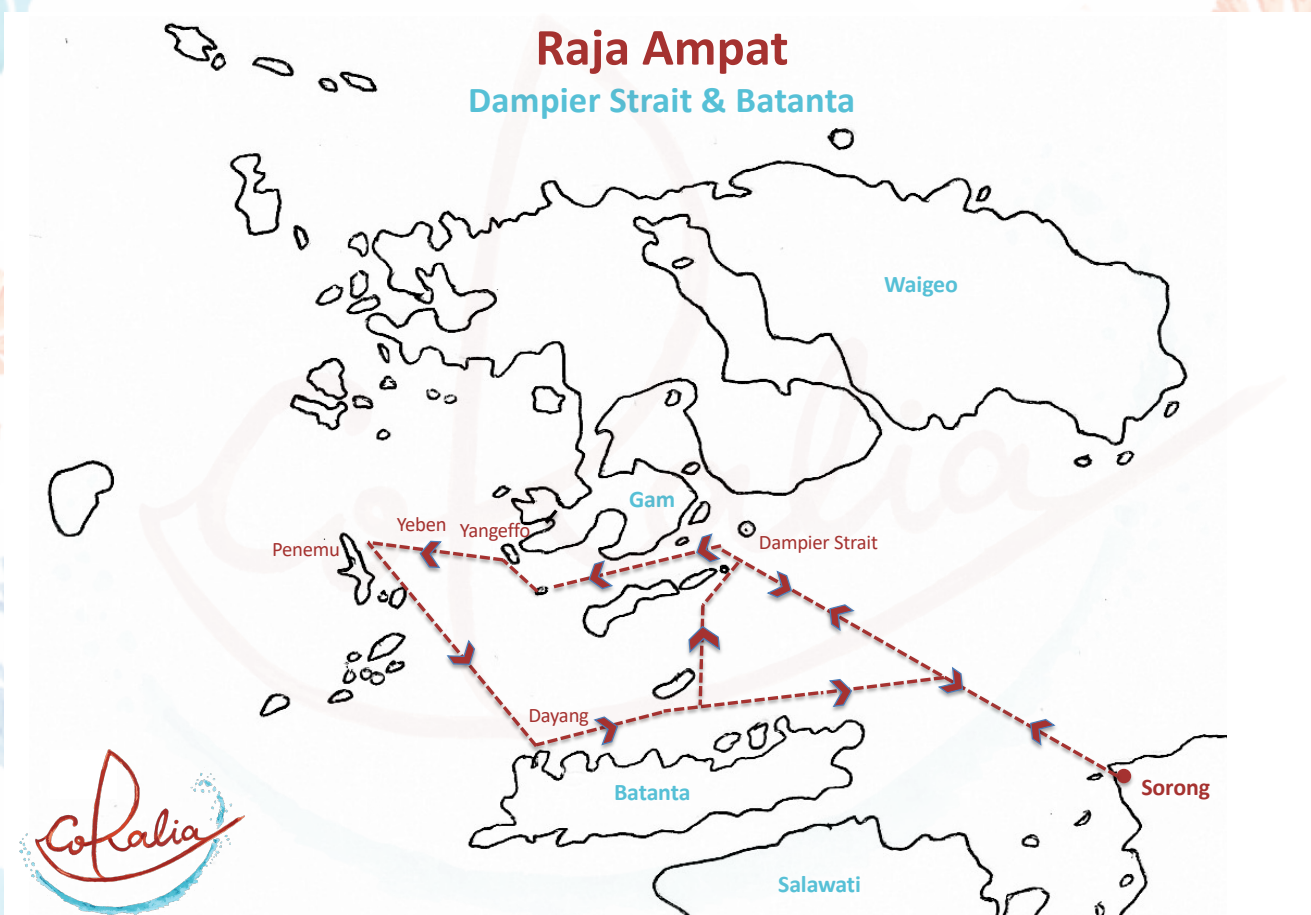 Raja Ampat
Dampier Strait & Batanta
Waigeo
Gam
Yeben
Yangeffo
Penemu
Dampier Strait
Dayang
Batanta
Sorong
Salawati
CoRalia